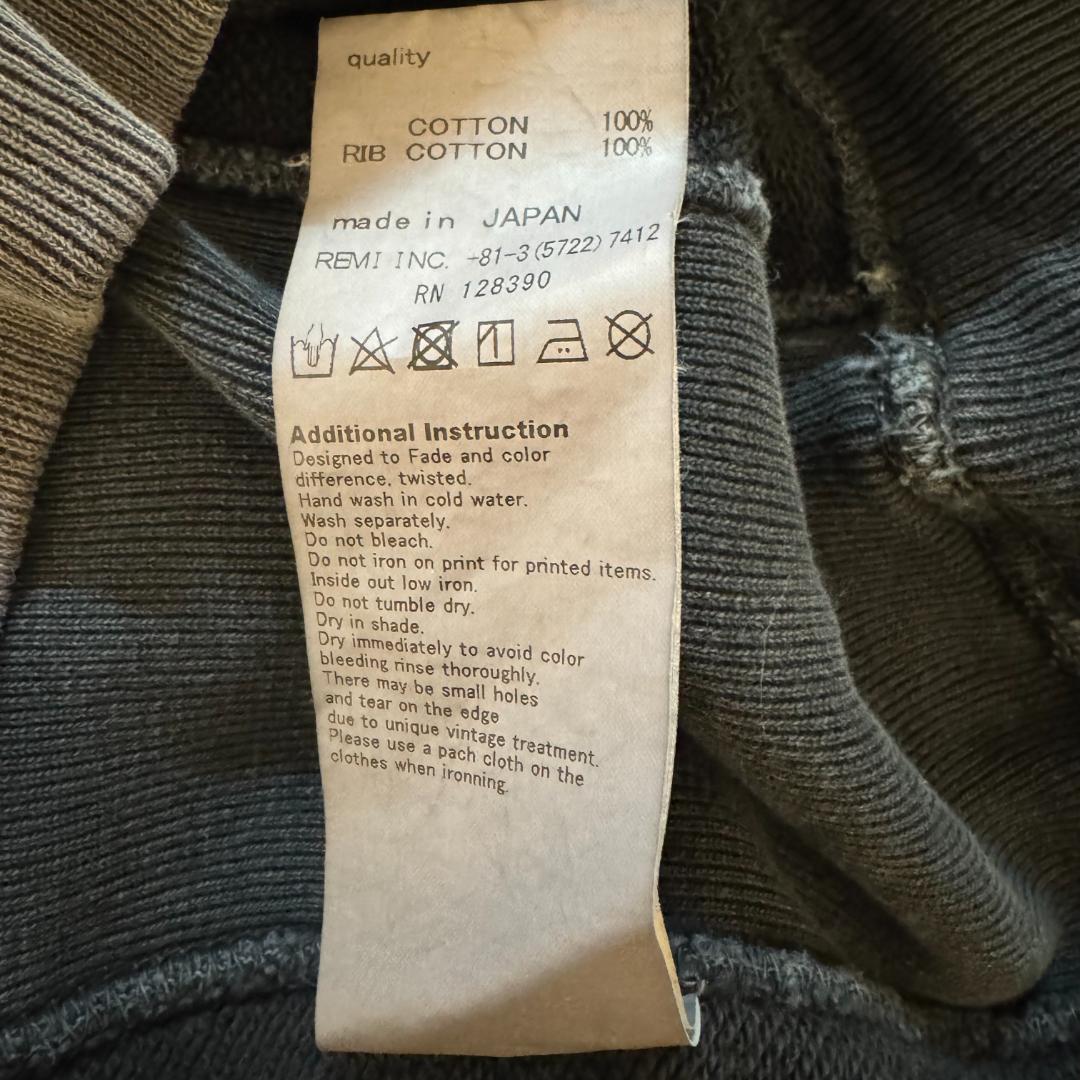 quality
COTTON 100%
RIB COTTON 100%
made in JAPAN
REMI INC. +81-3(5722)7412
RN 128390
Additional Instruction
Designed to Fade and color
difference, twisted.
Hand wash in cold water.
Wash separately.
Do not bleach.
Do not iron on print for printed items.
Inside out low iron.
Do not tumble dry.
Dry in shade.
Dry immediately to avoid color
bleeding rinse thoroughly.
There may be small holes
and tear on the edge
due to unique vintage treatment.
Please use a pach cloth on the
clothes when ironning.